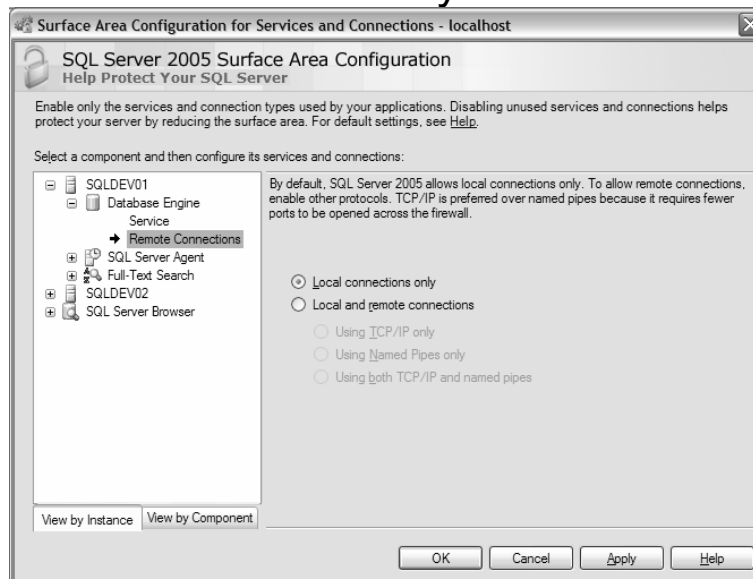 Surface Area Configuration for Services and Connections - localhost
SQL Server 2005 Surface Area Configuration
Help Protect Your SQL Server
Enable only the services and connection types used by your applications. Disabling unused services and connections helps
protect your server by reducing the surface area. For default settings, see Help.
Select a component and then configure its services and connections:
SQLDEV01
Database Engine
Service
Remote Connections
SQL Server Agent
Full-Text Search
SQLDEV02
SQL Server Browser
View by Instance
View by Component
By default, SQL Server 2005 allows local connections only. To allow remote connections,
enable other protocols. TCP/IP is preferred over named pipes because it requires fewer
ports to be opened across the firewall.
Local connections only
Local and remote connections
Using TCP/IP only
Using Named Pipes only
Using both TCP/IP and named pipes
OK
Cancel
Apply
Help